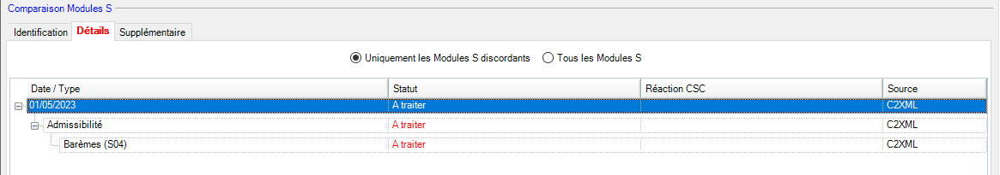 Comparaison Modules S
Identification Détails Supplémentaire
Uniquement les Modules S discordants Tous les Modules S
Date / Type Statut Réaction CSC Source
01/05/2023 A traiter C2XML
Admissibilité A traiter C2XML
Barèmes (S04) A traiter C2XML